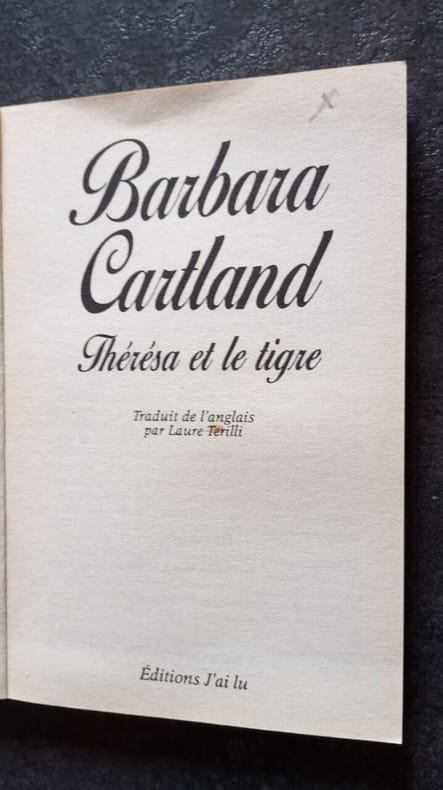 Barbara
Cartland
Thérésa et le tigre
Traduit de l'anglais
par Laure Terilli
Éditions J'ai lu